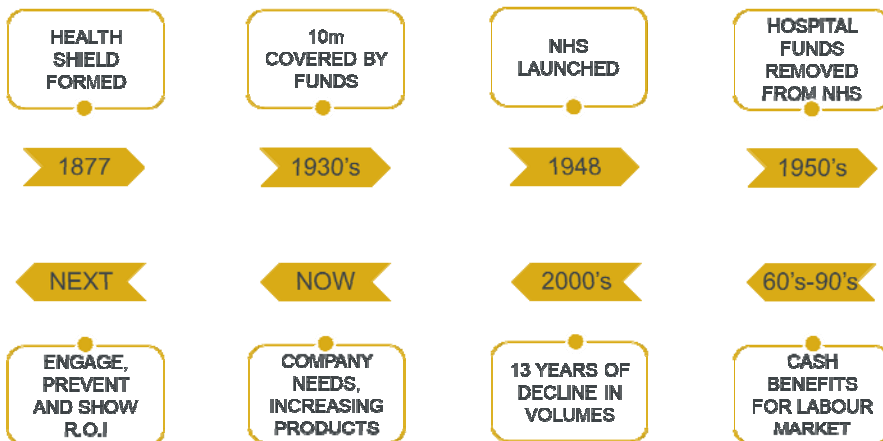 HEALTH
SHIELD
FORMED
10m
COVERED BY
FUNDS
NHS
LAUNCHED
HOSPITAL
FUNDS
REMOVED
FROM NHS
1877
1930's
1948
1950's
NEXT
NOW
2000's
60's-90's
ENGAGE,
PREVENT
AND SHOW
R.O.I
COMPANY
NEEDS,
INCREASING
PRODUCTS
13 YEARS OF
DECLINE IN
VOLUMES
CASH
BENEFITS
FOR LABOUR
MARKET